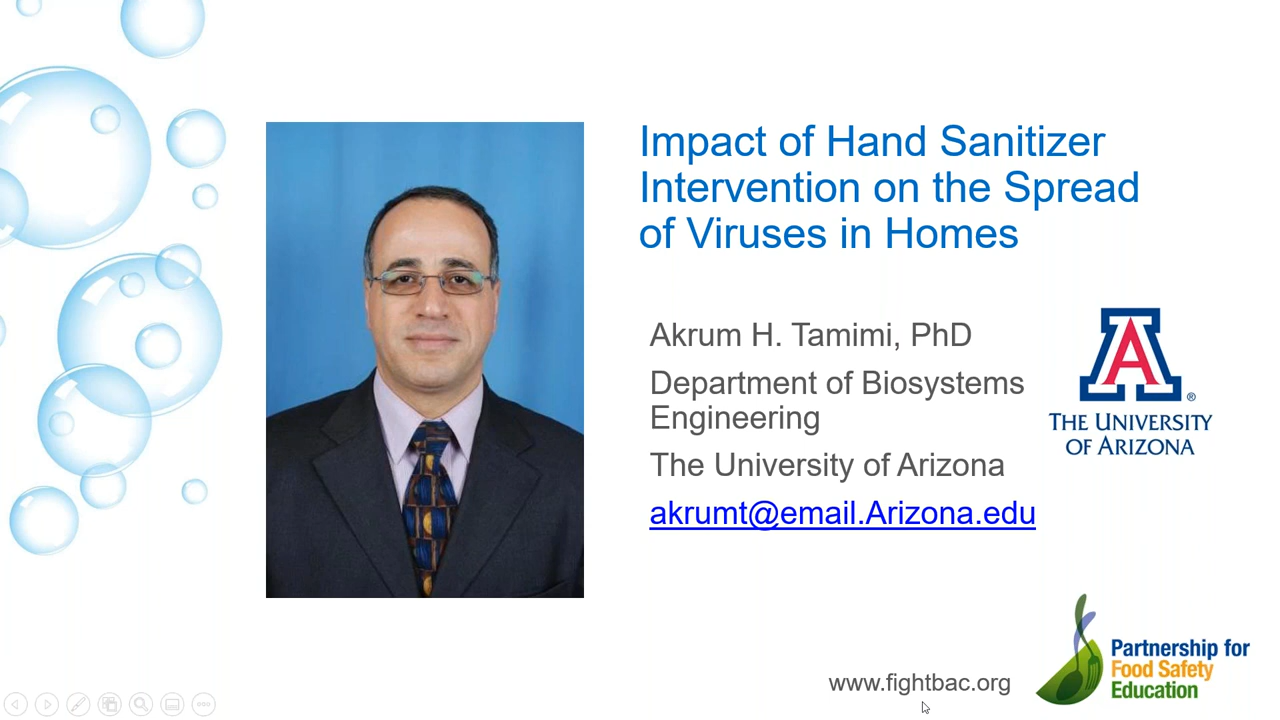 Impact of Hand Sanitizer
Intervention on the Spread
of Viruses in Homes
Akrum H. Tamimi, PhD
Department of Biosystems
Engineering
The University of Arizona
akrumt@email.Arizona.edu
A
®
THE UNIVERSITY
OF ARIZONA
www.fightbac.org
Partnership for
Food Safety
Education